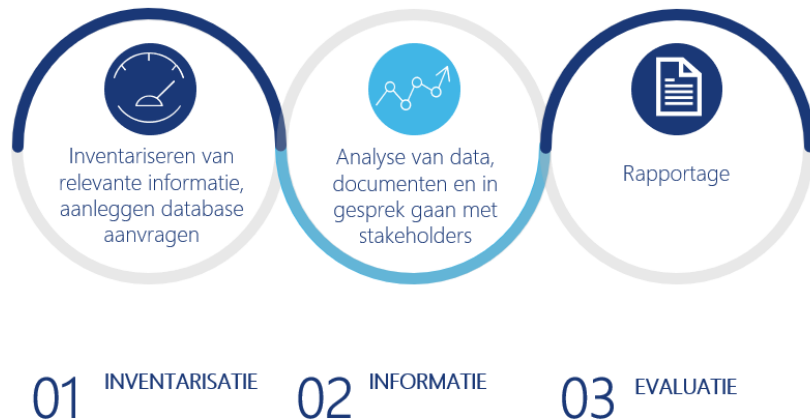 Inventariseren van
relevante informatie,
aanleggen database
aanvragen
Analyse van data,
documenten en in
gesprek gaan met
stakeholders
Rapportage
01 INVENTARISATIE
02 INFORMATIE
03 EVALUATIE